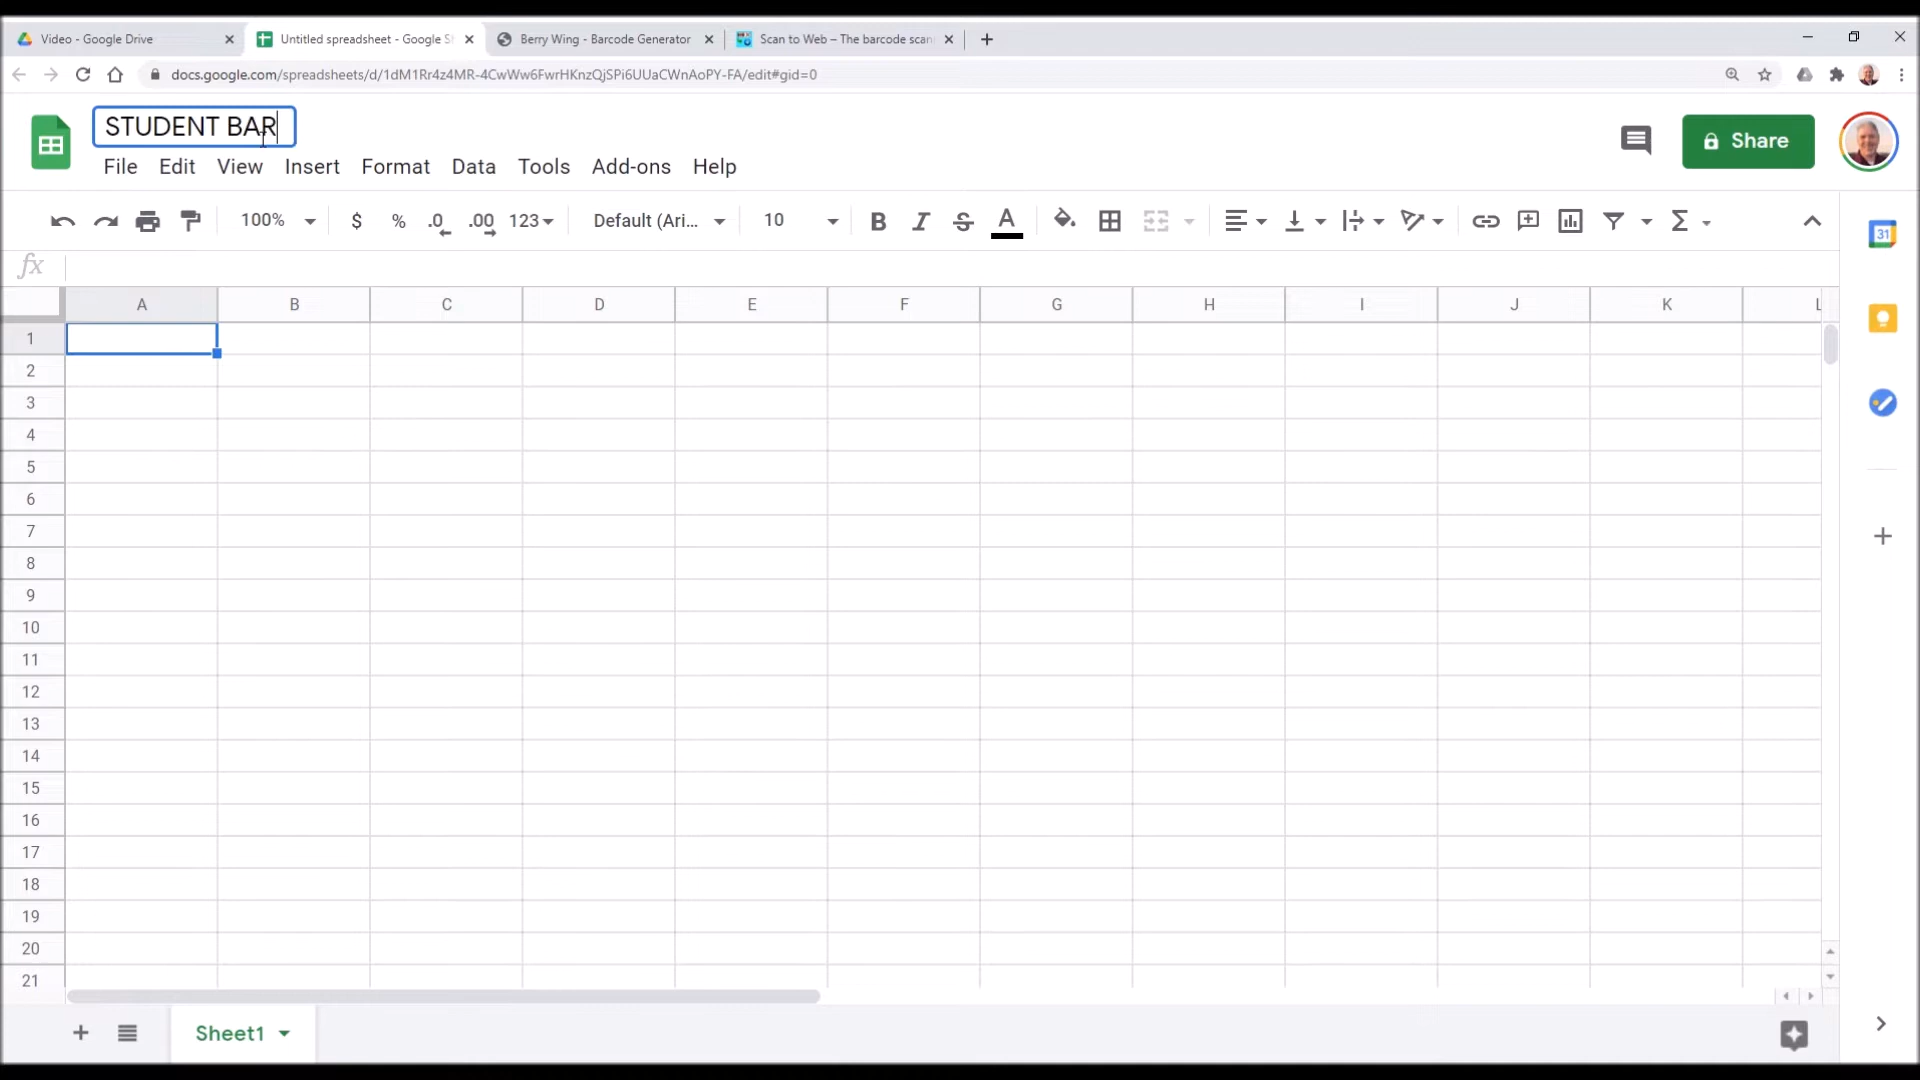 Video - Google Drive
Untitled spreadsheet - Google S
Berry Wing - Barcode Generator
Scan to Web – The barcode scan
docs.google.com/spreadsheets/d/1dM1Rr4z4MR-4CwWw6FwrHKnzQjSPi6UUaCWnAoPY-FA/edit#gid=0
STUDENT BAR
File Edit View Insert Format Data Tools Add-ons Help
Share
100% $ % .0 .00 123 Default (Ari... 10 B I S A Σ
31
fx
A B C D E F G H I J K L
1
2
3
4
5
6
7
8
9
10
11
12
13
14
15
16
17
18
19
20
21
Sheet1